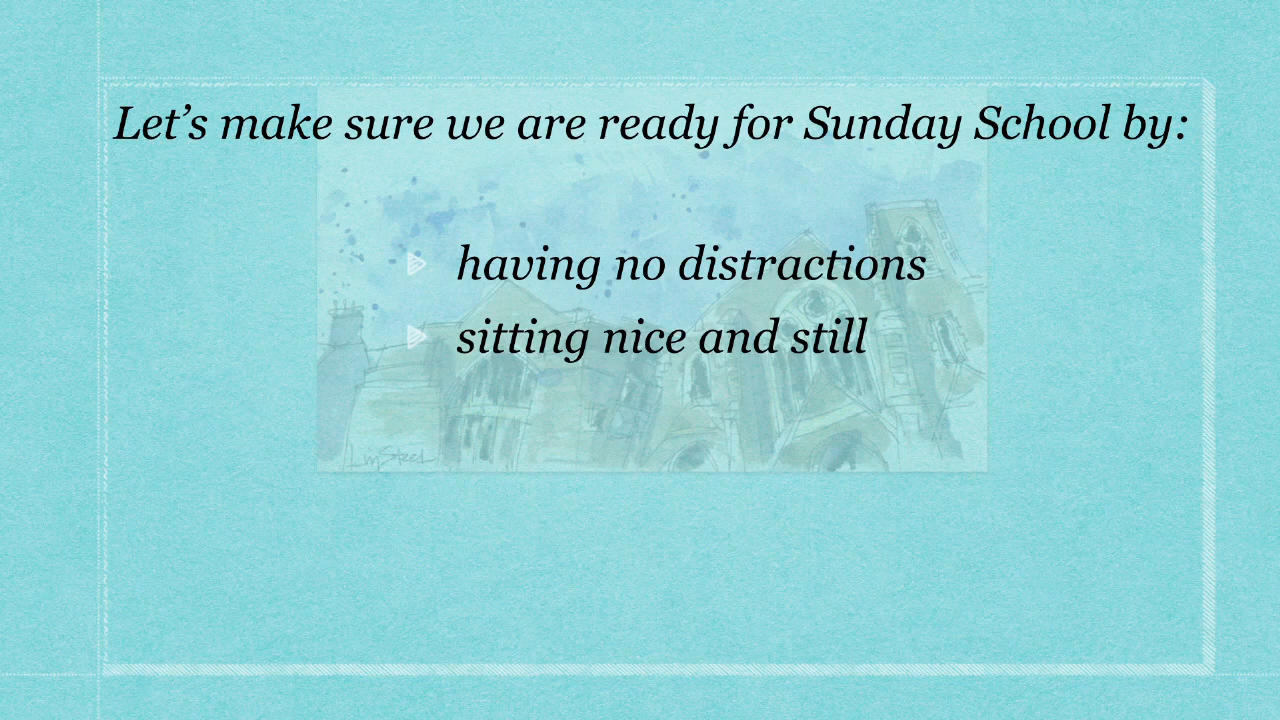 Let’s make sure we are ready for Sunday School by:
having no distractions
sitting nice and still